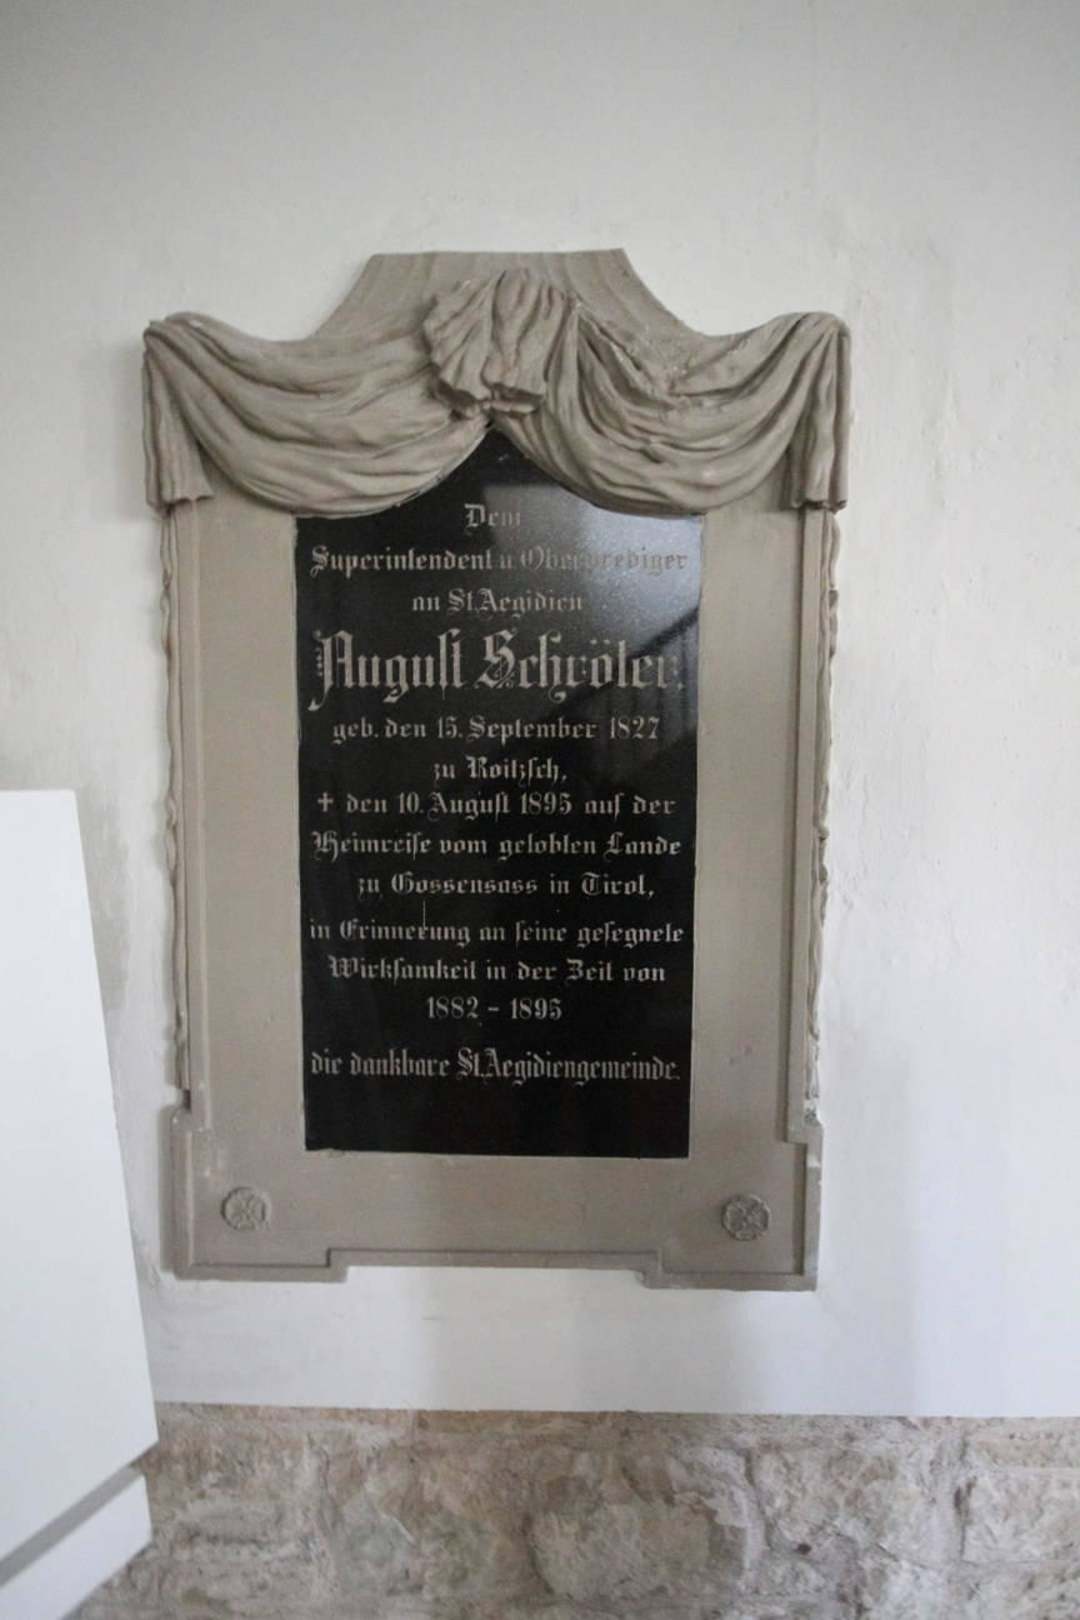 Dem
Superintendent u. Oberprediger
an St. Aegidien
August Schröter,
geb. den 15. September 1827
zu Roitzsch,
+ den 10. August 1895 auf der
Heimreise vom gelobten Lande
zu Gossensass in Tirol,
in Erinnerung an seine gesegnete
Wirksamkeit in der Zeit von
1882 - 1895
die dankbare St. Aegidiengemeinde.